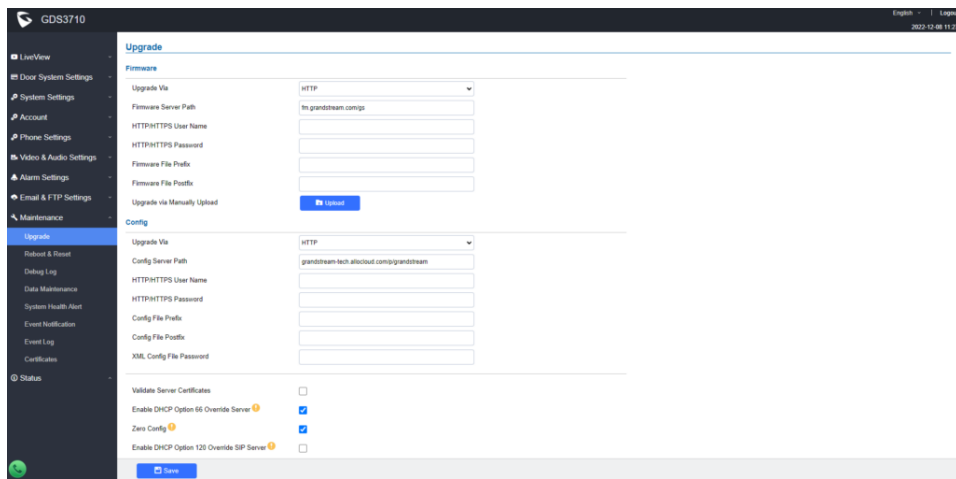 GDS3710
English | Logou
2022-12-08 11:2
LiveView
Door System Settings
System Settings
Account
Phone Settings
Video & Audio Settings
Alarm Settings
Email & FTP Settings
Maintenance
Upgrade
Reboot & Reset
Debug Log
Data Maintenance
System Health Alert
Event Notification
Event Log
Certificates
Status
Upgrade
Firmware
Upgrade Via HTTP
Firmware Server Path fm.grandstream.com/gs
HTTP/HTTPS User Name
HTTP/HTTPS Password
Firmware File Prefix
Firmware File Postfix
Upgrade via Manually Upload Upload
Config
Upgrade Via HTTP
Config Server Path grandstream-tech.aliscloud.com/p/grandstream
HTTP/HTTPS User Name
HTTP/HTTPS Password
Config File Prefix
Config File Postfix
XML Config File Password
Validate Server Certificates
Enable DHCP Option 66 Override Server
Zero Config
Enable DHCP Option 120 Override SIP Server
Save